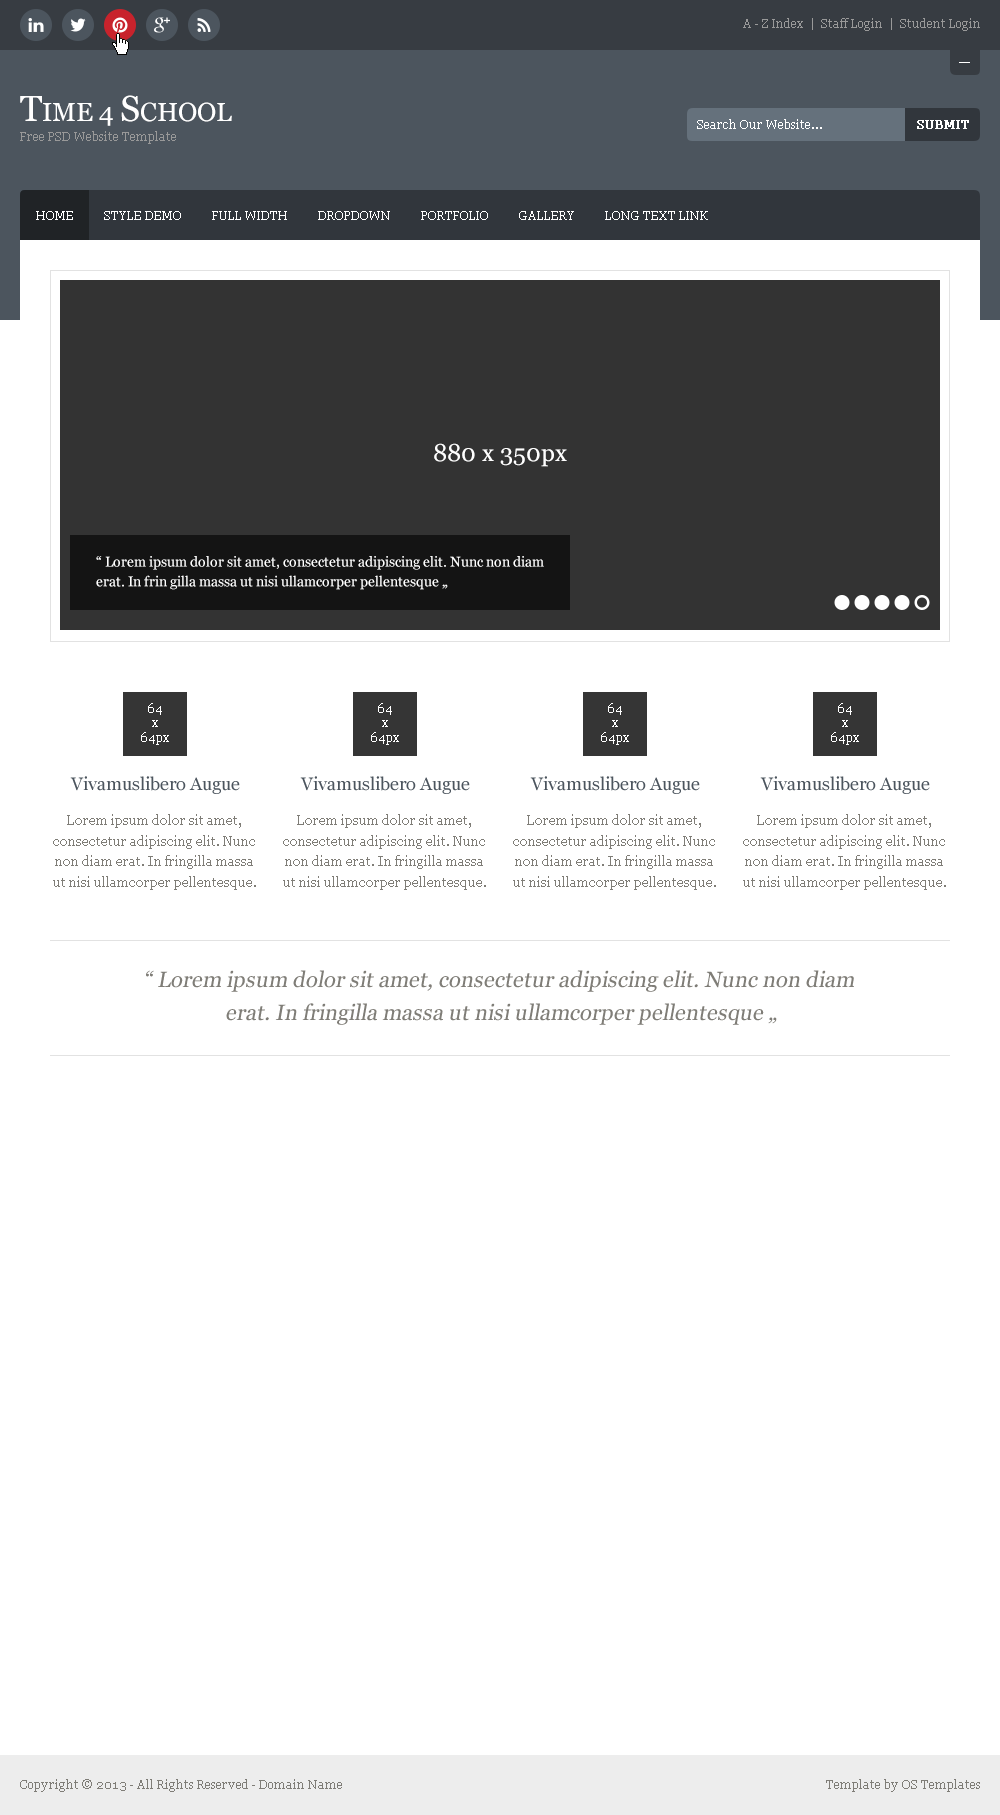 A - Z Index | Staff Login | Student Login
TIME 4 SCHOOL
Free PSD Website Template
Search Our Website...
SUBMIT
HOME STYLE DEMO FULL WIDTH DROPDOWN PORTFOLIO GALLERY LONG TEXT LINK
880 x 350px
“ Lorem ipsum dolor sit amet, consectetur adipiscing elit. Nunc non diam
erat. In frin gilla massa ut nisi ullamcorper pellentesque „
64
x
64px
Vivamuslibero Augue
Lorem ipsum dolor sit amet,
consectetur adipiscing elit. Nunc
non diam erat. In fringilla massa
ut nisi ullamcorper pellentesque.
64
x
64px
Vivamuslibero Augue
Lorem ipsum dolor sit amet,
consectetur adipiscing elit. Nunc
non diam erat. In fringilla massa
ut nisi ullamcorper pellentesque.
64
x
64px
Vivamuslibero Augue
Lorem ipsum dolor sit amet,
consectetur adipiscing elit. Nunc
non diam erat. In fringilla massa
ut nisi ullamcorper pellentesque.
64
x
64px
Vivamuslibero Augue
Lorem ipsum dolor sit amet,
consectetur adipiscing elit. Nunc
non diam erat. In fringilla massa
ut nisi ullamcorper pellentesque.
“ Lorem ipsum dolor sit amet, consectetur adipiscing elit. Nunc non diam
erat. In fringilla massa ut nisi ullamcorper pellentesque „
Copyright © 2013 - All Rights Reserved - Domain Name
Template by OS Templates